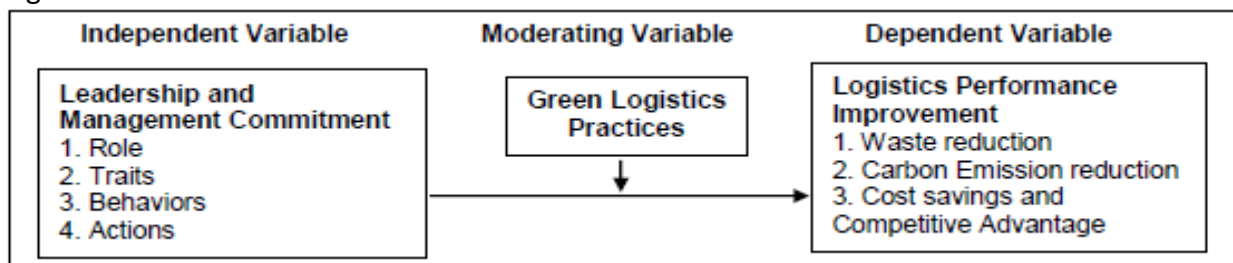 Independent Variable
Moderating Variable
Dependent Variable
Leadership and
Management Commitment
1. Role
2. Traits
3. Behaviors
4. Actions
Green Logistics
Practices
Logistics Performance
Improvement
1. Waste reduction
2. Carbon Emission reduction
3. Cost savings and
Competitive Advantage